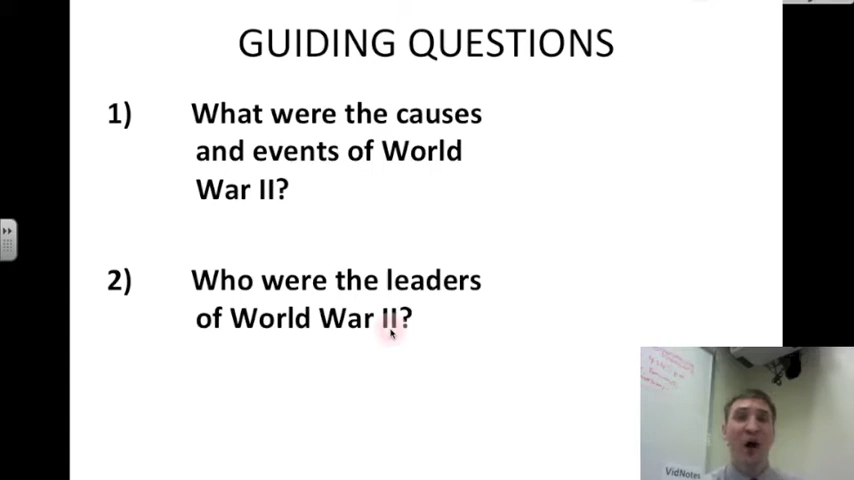 GUIDING QUESTIONS
1) What were the causes
and events of World
War II?
2) Who were the leaders
of World War II?
VidNotes